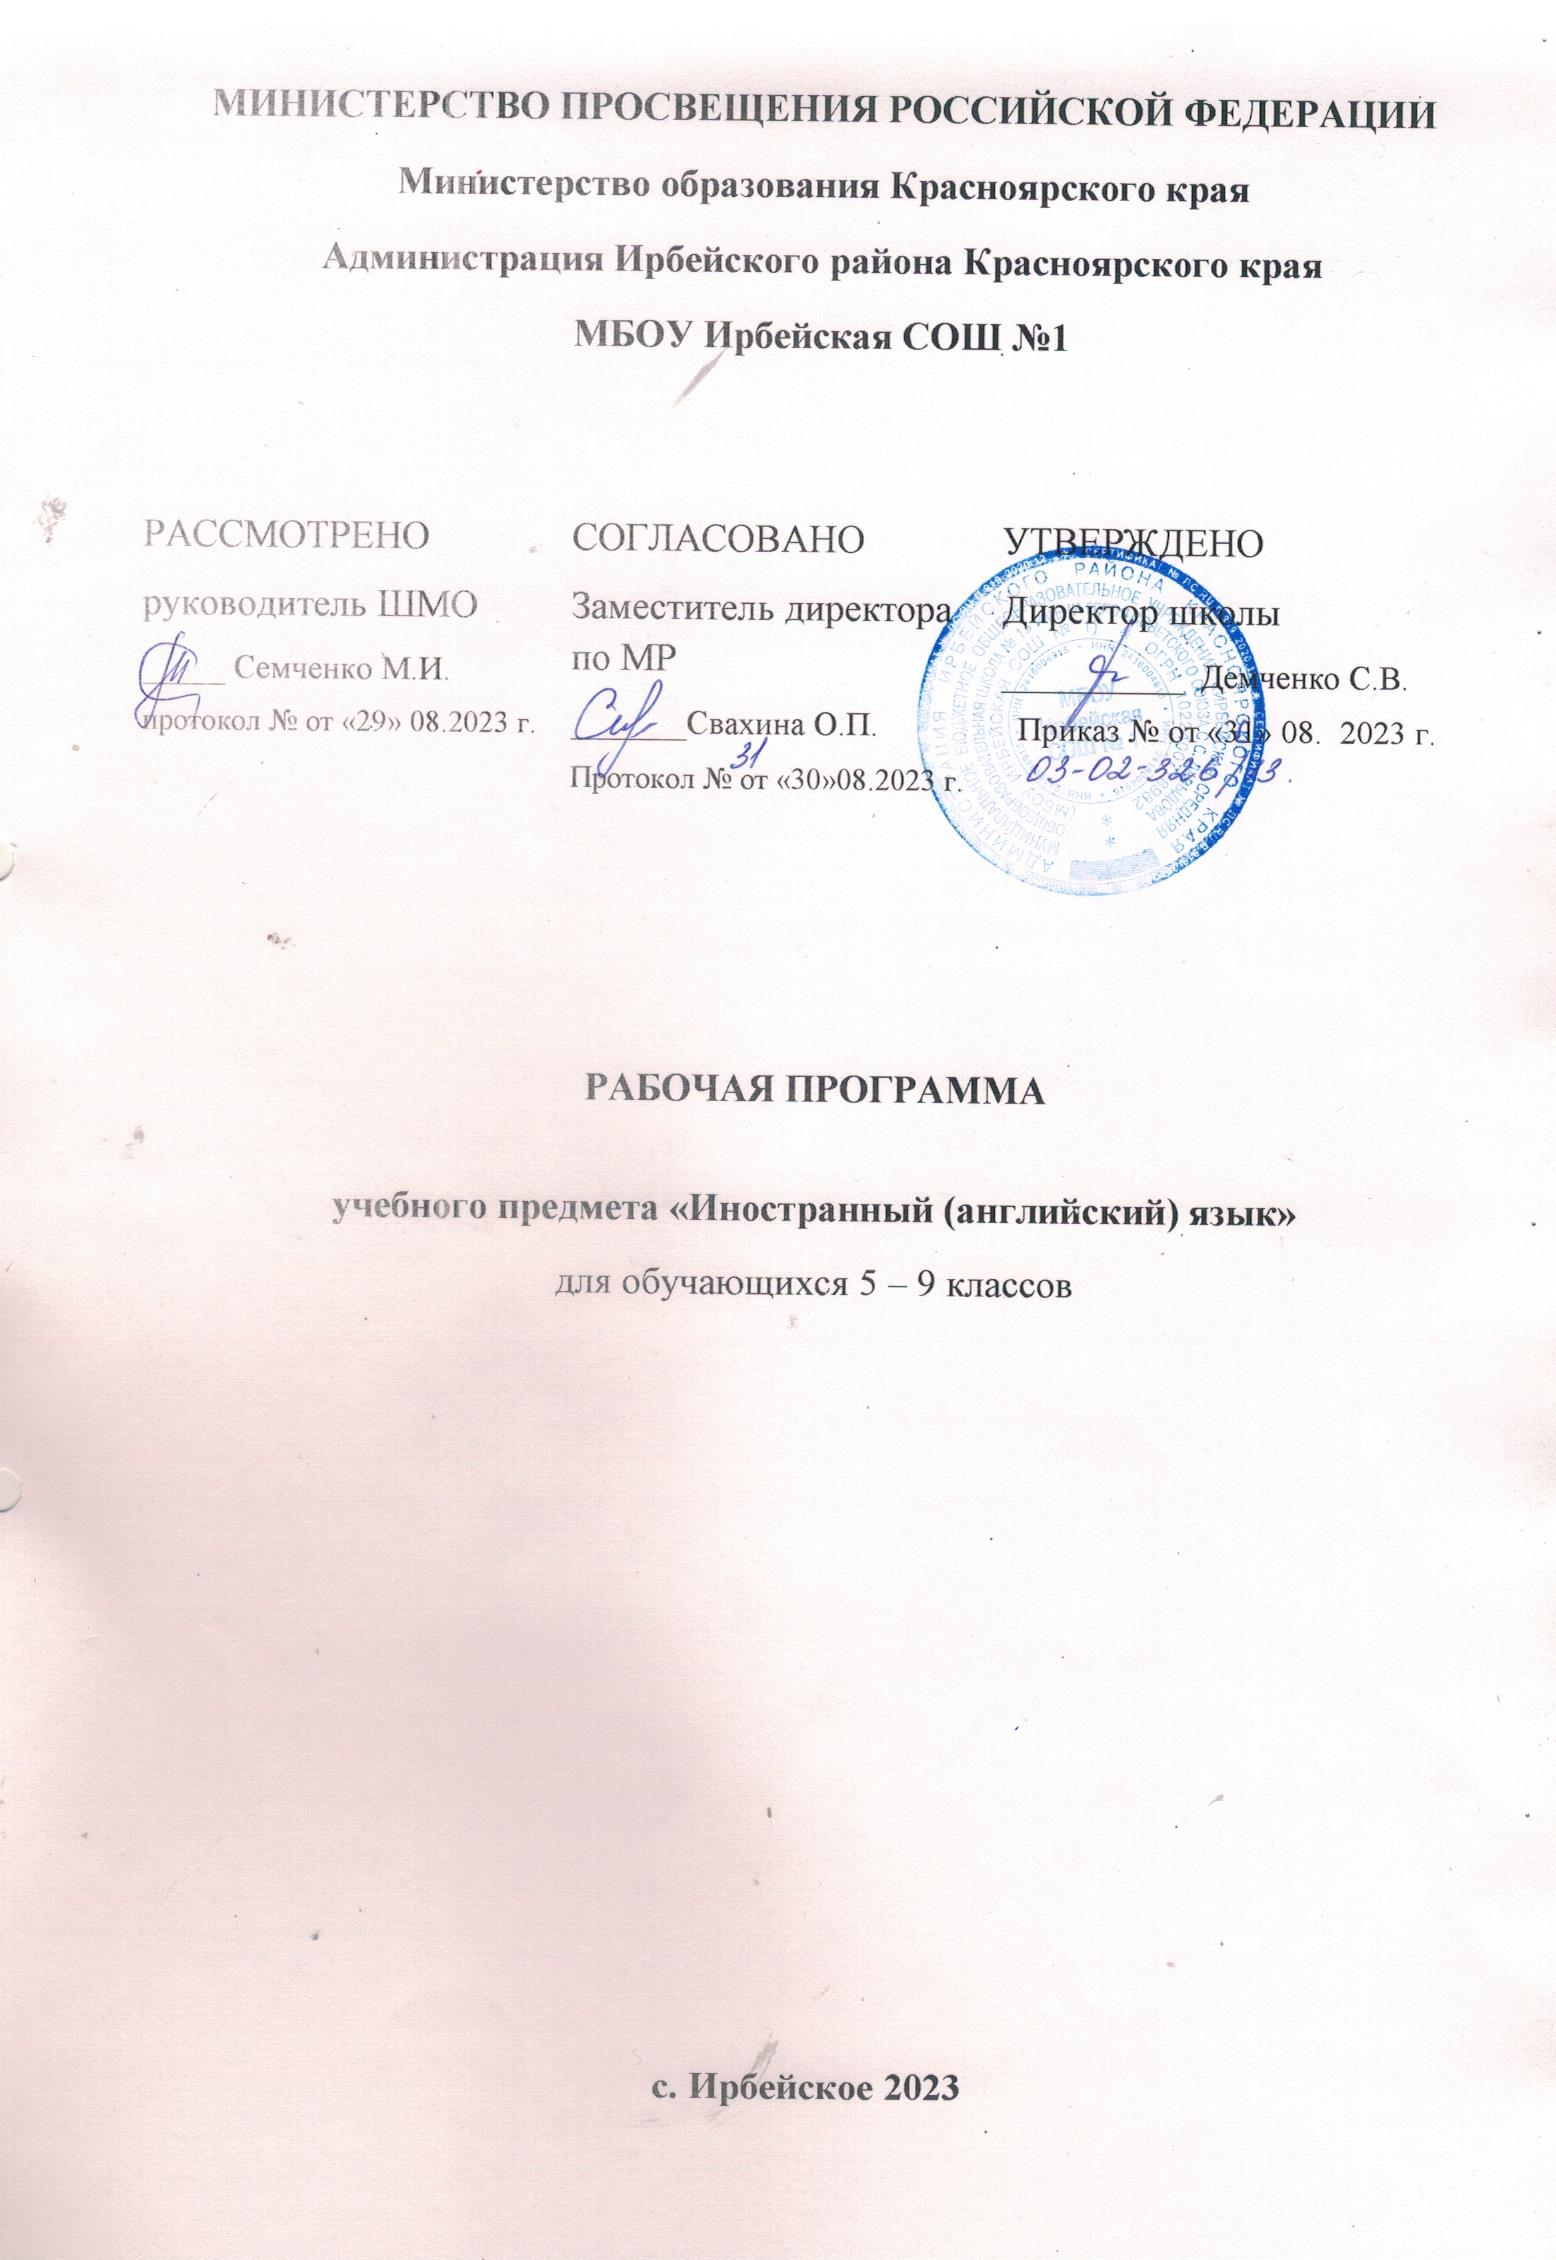 МИНИСТЕРСТВО ПРОСВЕЩЕНИЯ РОССИЙСКОЙ ФЕДЕРАЦИИ
Министерство образования Красноярского края
Администрация Ирбейского района Красноярского края
МБОУ Ирбейская СОШ №1
РАССМОТРЕНО
руководитель ШМО
_____ Семченко М.И.
протокол № от «29» 08.2023 г.
СОГЛАСОВАНО
Заместитель директора
по МР
_______Свахина О.П.
31
Протокол № от «30»08.2023 г.
УТВЕРЖДЕНО
Директор школы
___________ Демченко С.В.
Приказ № от «31» 08. 2023 г.
03-02-326
РАБОЧАЯ ПРОГРАММА
учебного предмета «Иностранный (английский) язык»
для обучающихся 5 – 9 классов
с. Ирбейское 2023